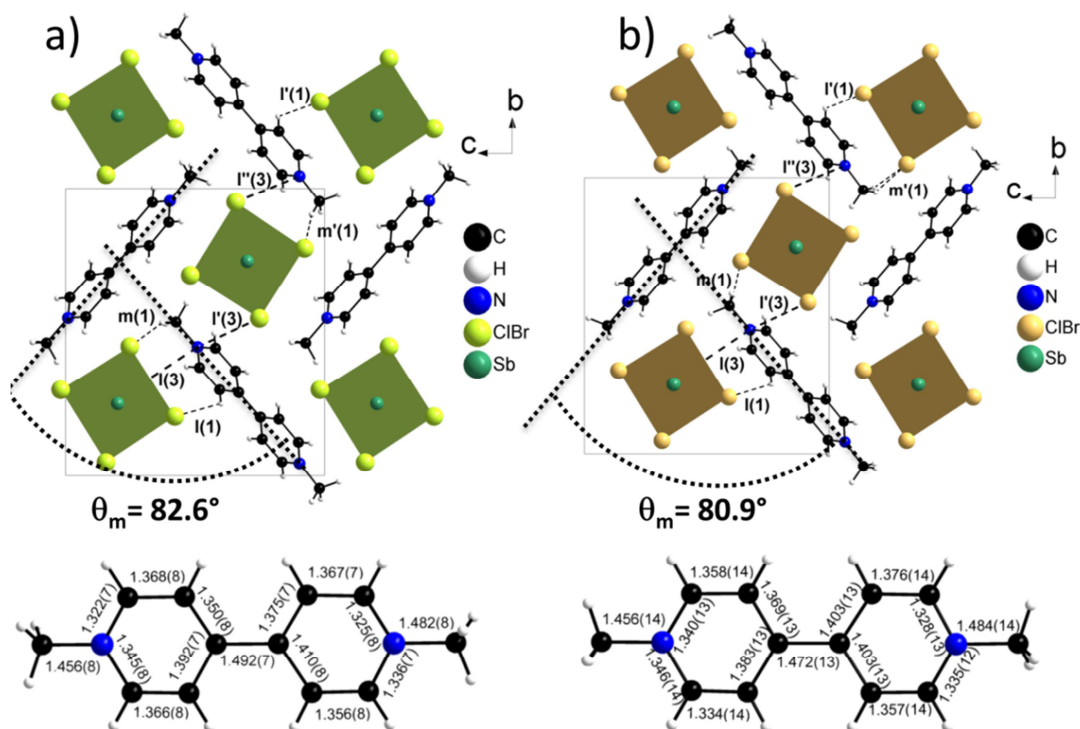 a)
l'(1)
b
c
l''(3)
m'(1)
C
H
N
ClBr
Sb
m(1)
l'(3)
l(3)
l(1)
θm= 82.6°
b)
l'(1)
b
c
l''(3)
m'(1)
C
H
N
ClBr
Sb
m(1)
l'(3)
l(3)
l(1)
θm= 80.9°
1.368(8)
1.367(7)
1.322(7)
1.350(8)
1.375(7)
1.325(8)
1.482(8)
1.456(8)
1.345(8)
1.392(7)
1.492(7)
1.410(8)
1.336(7)
1.366(8)
1.356(8)
1.358(14)
1.376(14)
1.456(14)
1.340(13)
1.369(13)
1.403(13)
1.328(13)
1.484(14)
1.346(14)
1.383(13)
1.472(13)
1.403(13)
1.335(12)
1.334(14)
1.357(14)